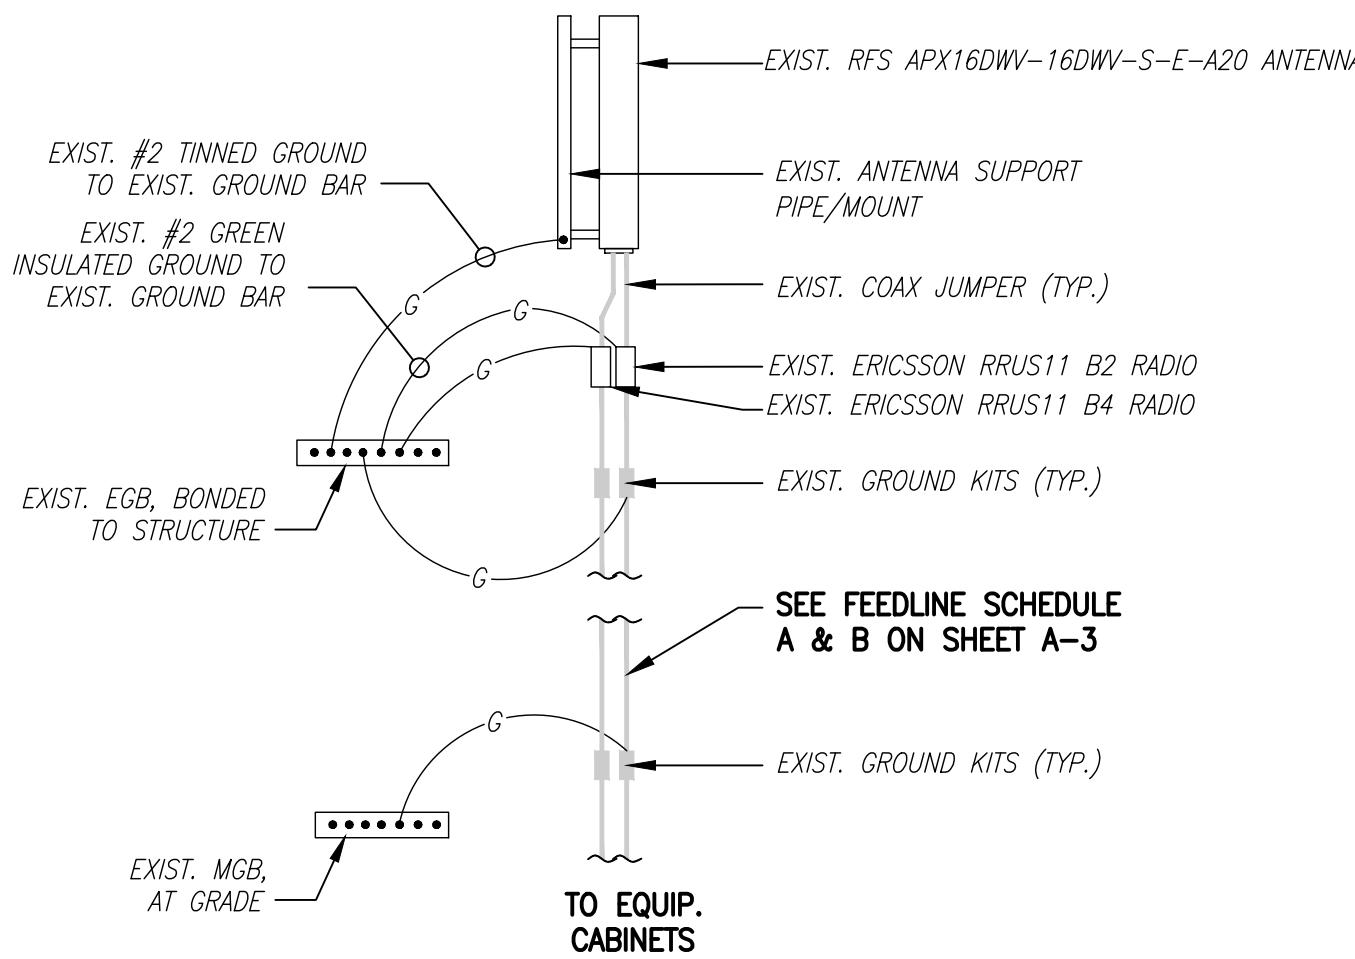 EXIST. RFS APX16DWV-16DWV-S-E-A20 ANTENNA
EXIST. #2 TINNED GROUND
TO EXIST. GROUND BAR
EXIST. ANTENNA SUPPORT
PIPE/MOUNT
EXIST. #2 GREEN
INSULATED GROUND TO
EXIST. GROUND BAR
EXIST. COAX JUMPER (TYP.)
G
G
G
EXIST. ERICSSON RRUS11 B2 RADIO
EXIST. ERICSSON RRUS11 B4 RADIO
EXIST. EGB, BONDED
TO STRUCTURE
EXIST. GROUND KITS (TYP.)
G
SEE FEEDLINE SCHEDULE
A & B ON SHEET A-3
G
EXIST. GROUND KITS (TYP.)
EXIST. MGB,
AT GRADE
TO EQUIP.
CABINETS